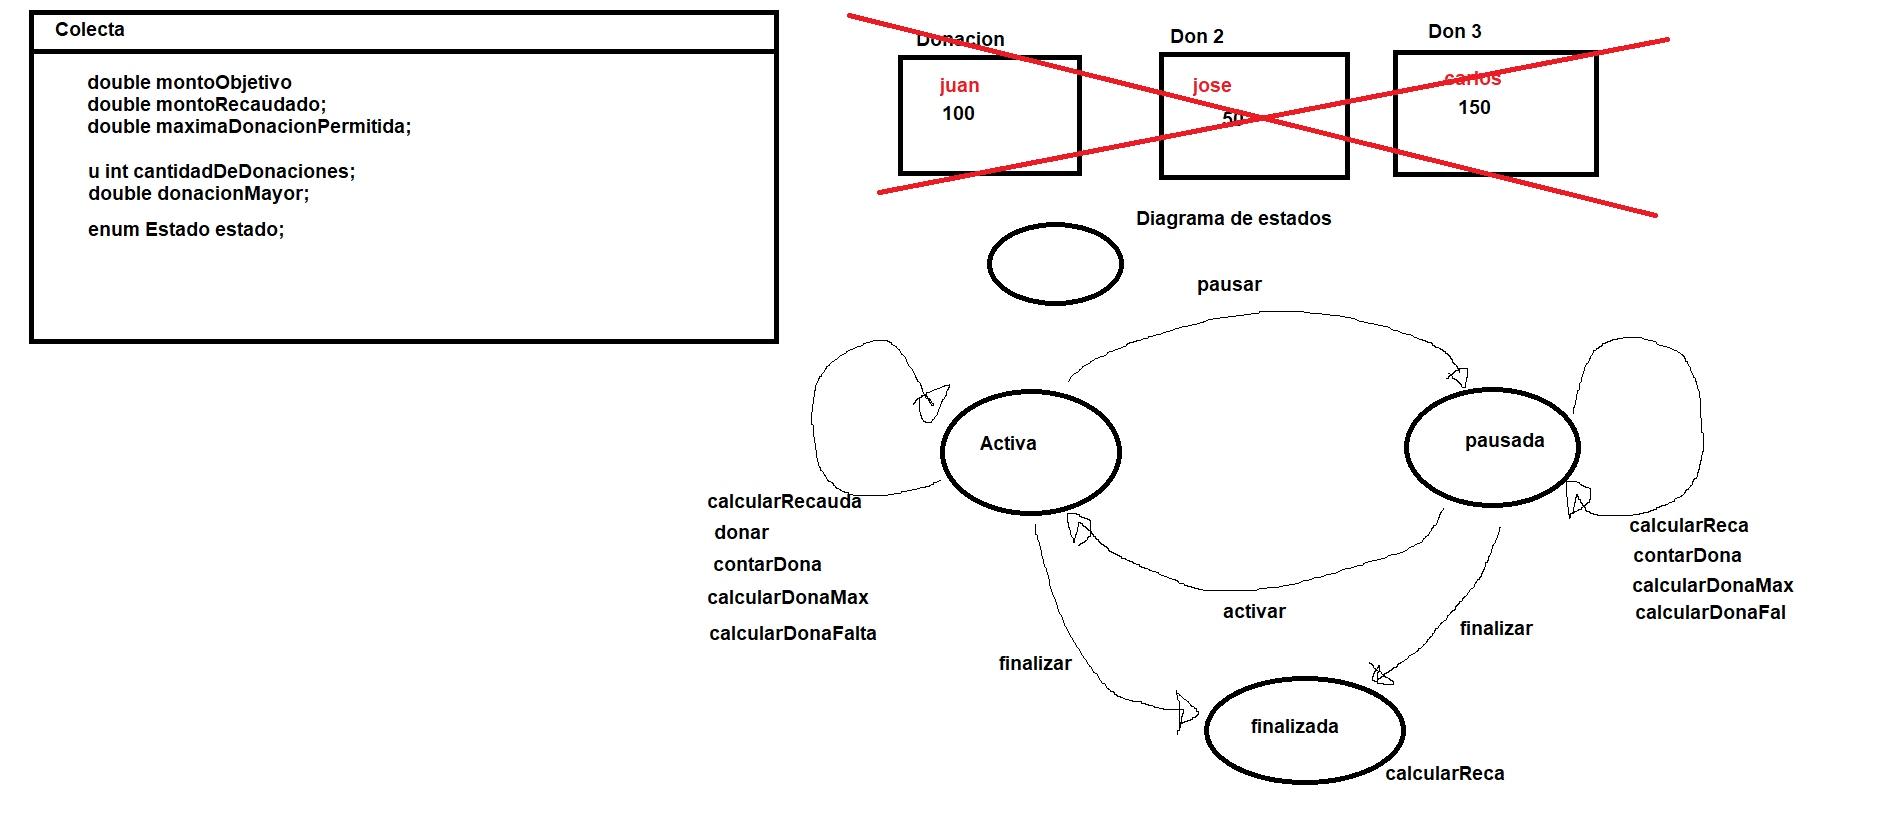 Colecta
double montoObjetivo
double montoRecaudado;
double maximaDonacionPermitida;
u int cantidadDeDonaciones;
double donacionMayor;
enum Estado estado;
Donacion
juan
100
Don 2
jose
50
Don 3
carlos
150
Diagrama de estados
pausar
Activa
pausada
calcularRecauda
donar
contarDona
calcularDonaMax
calcularDonaFalta
calcularReca
contarDona
calcularDonaMax
calcularDonaFal
activar
finalizar
finalizar
finalizada
calcularReca